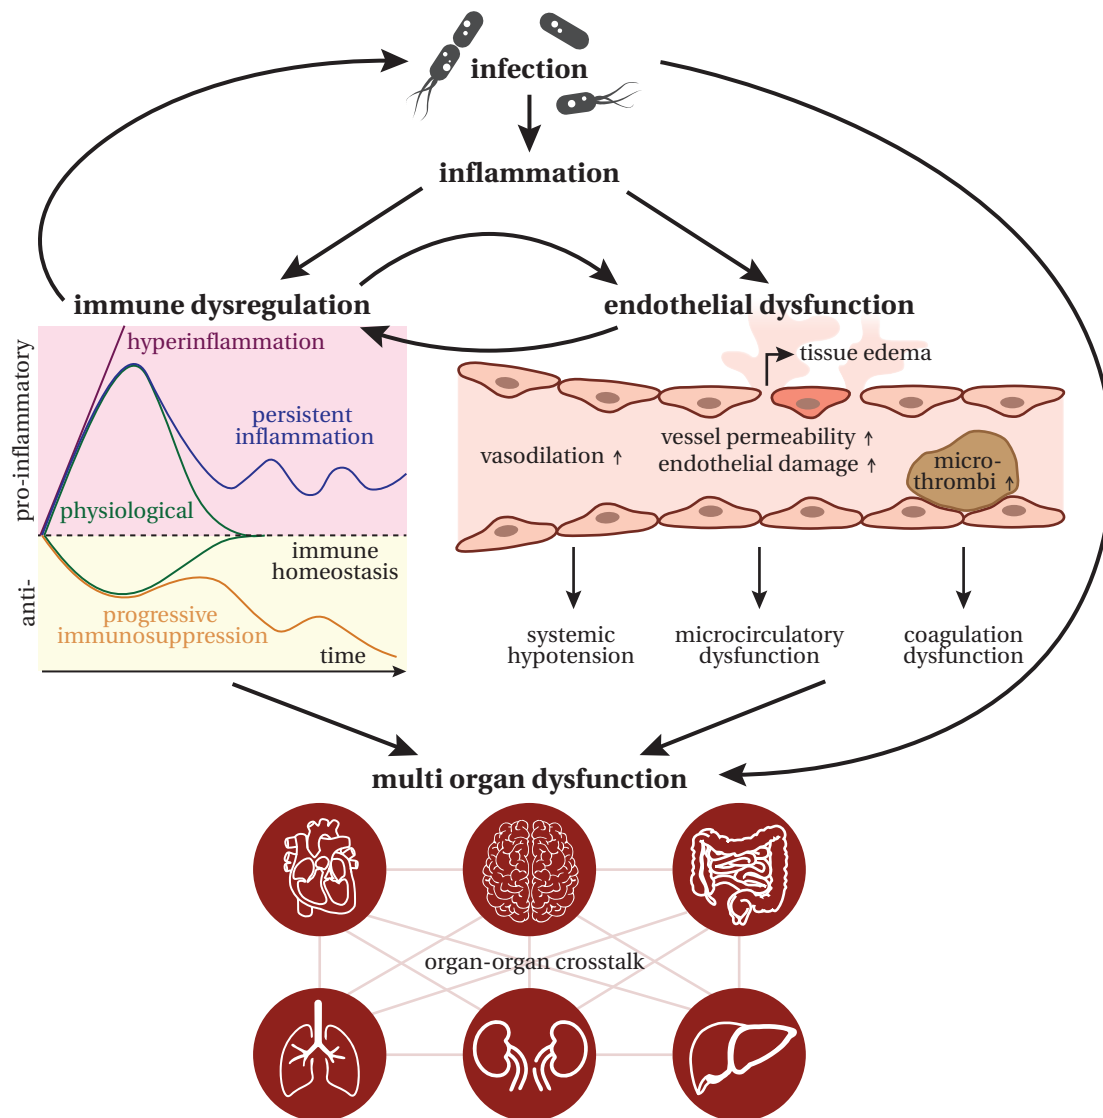 infection
inflammation
immune dysregulation
endothelial dysfunction
pro-inflammatory
anti-
hyperinflammation
persistent
inflammation
physiological
immune
homeostasis
progressive
immunosuppression
time
tissue edema
vasodilation ↑
vessel permeability ↑
endothelial damage ↑
micro-
thrombi ↑
systemic
hypotension
microcirculatory
dysfunction
coagulation
dysfunction
multi organ dysfunction
organ-organ crosstalk